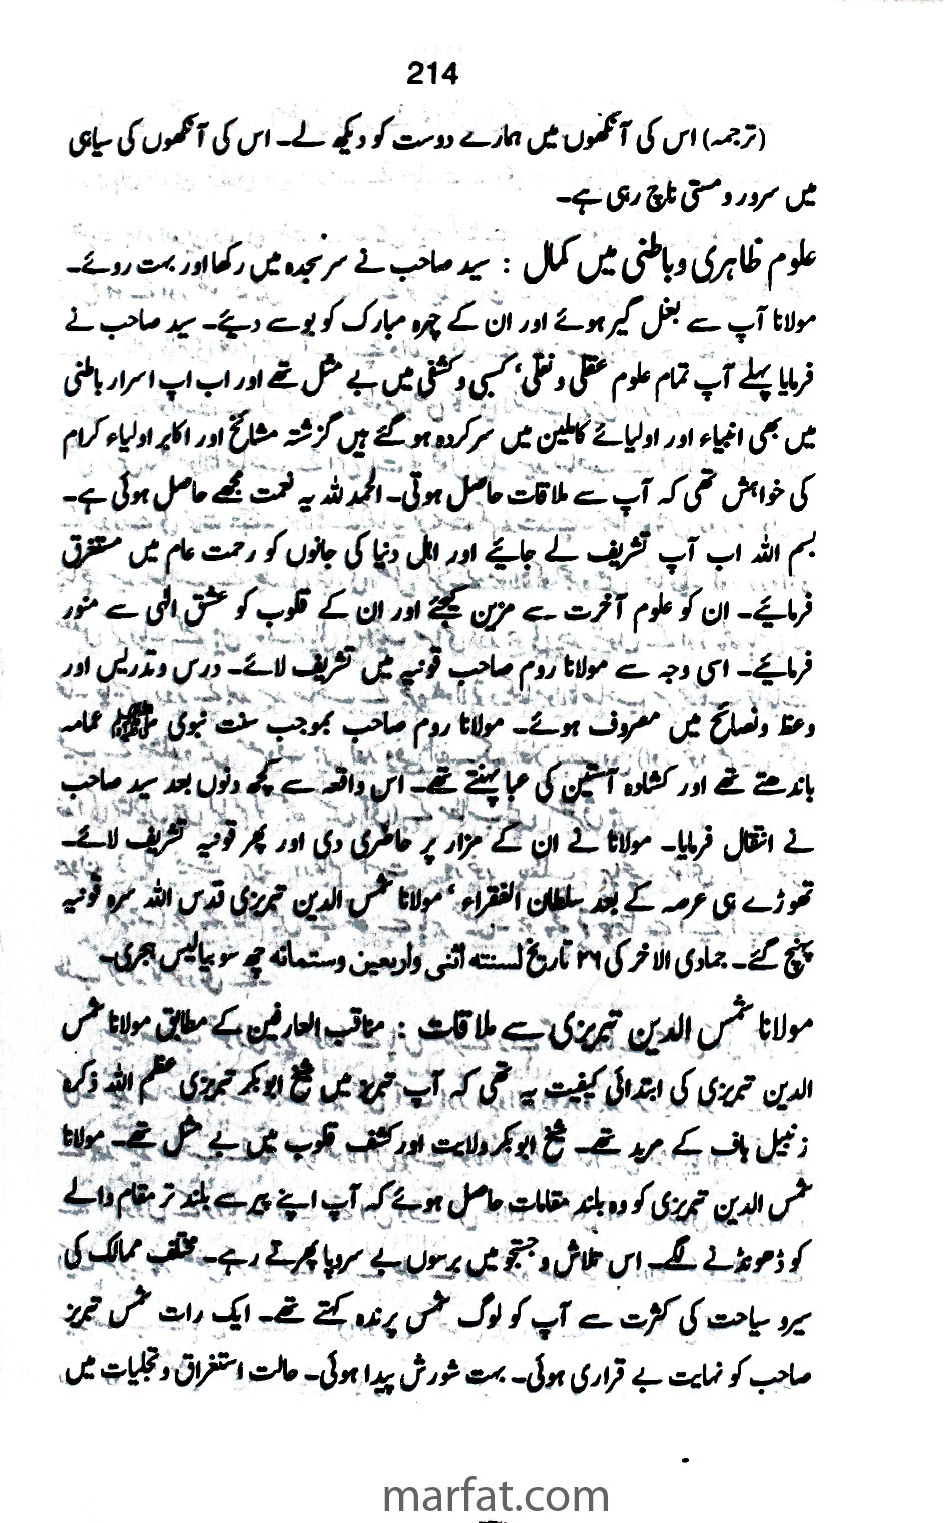 214
(ترجمہ) اس کی آنکھوں میں ہمارے دوست کو دیکھ لے۔ اس کی آنکھوں کی سیاہی
میں سرور و مستی ناچ رہی ہے۔
علوم ظاہری و باطنی میں کمال : سید صاحب نے سر سجدہ میں رکھا اور بہت روئے۔
مولانا آپ سے بغل گیر ہوئے اور ان کے چہرہ مبارک کو بوسے دیئے۔ سید صاحب نے
فرمایا پہلے آپ تمام علوم عقلی و نقلی، کسبی و کشفی میں بے مثل تھے اور اب اپ اسرار باطنی
میں بھی انبیاء اور اولیائے کاملین میں سرکردہ ہو گئے ہیں گزشتہ مشائخ اور اکابر اولیاء کرام
کی خواہش تھی کہ آپ سے ملاقات حاصل ہوتی۔ الحمد للہ یہ نعمت مجھے حاصل ہوئی ہے۔
بسم اللہ اب آپ تشریف لے جائیے اور اہل دنیا کی جانوں کو رحمت عام میں مستغرق
فرمائیے۔ ان کو علوم آخرت سے مزین کیجئے اور ان کے قلوب کو عشق الہی سے منور
فرمائیے۔ اسی وجہ سے مولانا روم صاحب قونیہ میں تشریف لائے۔ درس و تدریس اور
وعظ و نصائح میں مصروف ہوئے۔ مولانا روم صاحب بموجب سنت نبوی ﷺ عمامہ
باندھتے تھے اور کشادہ آستین کی عبا پہنتے تھے۔ اس واقعہ سے کچھ دنوں بعد سید صاحب
نے انتقال فرمایا۔ مولانا نے ان کے مزار پر حاضری دی اور پھر قونیہ تشریف لائے۔
تھوڑے ہی عرصہ کے بعد سلطان الفقراء، مولانا شمس الدین تبریزی قدس اللہ سرہ قونیہ
پہنچ گئے۔ جمادی الاخر کی ۲۶ تاریخ لسنتہ اثنی واربعین وستمائہ چھ سو بیالیس ہجری۔
مولانا شمس الدین تبریزی سے ملاقات : مناقب العارفین کے مطابق مولانا شمس
الدین تبریزی کی ابتدائی کیفیت یہ تھی کہ آپ تبریز میں شیخ ابوبکر تبریزی عظم اللہ ذکرہ
زنبیل باف کے مرید تھے۔ شیخ ابوبکر ولایت اور کشف قلوب میں بے مثل تھے۔ مولانا
شمس الدین تبریزی کو وہ بلند مقامات حاصل ہوئے کہ آپ اپنے پیر سے بلند تر مقام والے
کو ڈھونڈنے لگے۔ اس تلاش و جستجو میں برسوں بے سروپا پھرتے رہے۔ مختلف ممالک کی
سیر و سیاحت کی کثرت سے آپ کو لوگ شمس پرندہ کہتے تھے۔ ایک رات شمس تبریز
صاحب کو نہایت بے قراری ہوئی۔ بہت شورش پیدا ہوئی۔ حالت استغراق و تجلیات میں
marfat.com